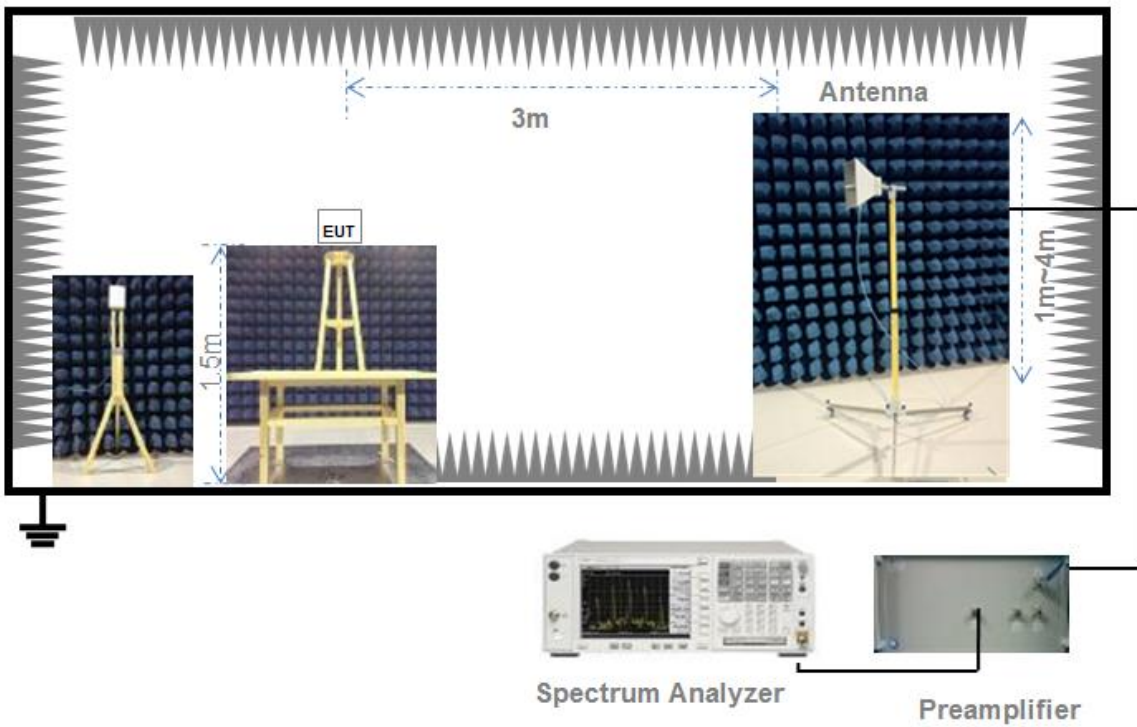 Antenna
3m
EUT
1.5m
1m~4m
Spectrum Analyzer
Preamplifier